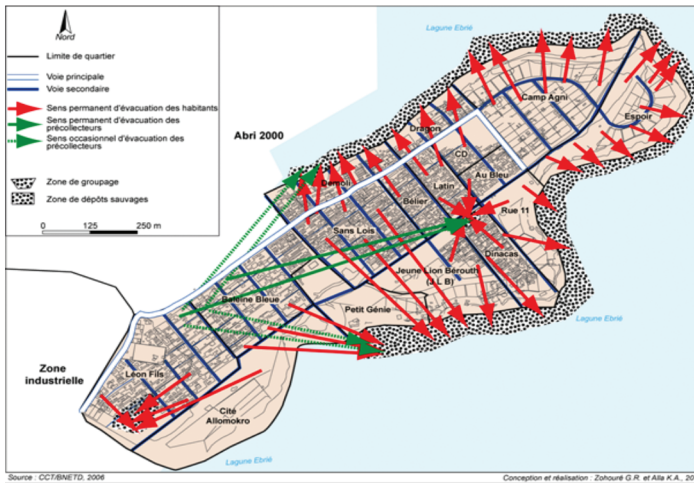 Nord
Limite de quartier
Voie principale
Voie secondaire
Sens permanent d'évacuation des habitants
Sens permanent d'évacuation des
précollecteurs
Sens occasionnel d'évacuation des
précollecteurs
Zone de groupage
Zone de dépôts sauvages
0 125 250 m
Lagune Ebrié
Abri 2000
Camp Agni
Espoir
Dragon
CD
Démoli
Au Bleu
Latin
Bélier
Rue 11
Sans Lois
Dinacas
Jeune Lion Bérouth
(J L B)
Baleine Bleue
Petit Génie
Lagune Ebrié
Zone
industrielle
Léon Fils
Cité
Allomokro
Lagune Ebrié
Source : CCT/BNETD, 2006
Conception et réalisation : Zohouré G.R. et Alla K.A., 20